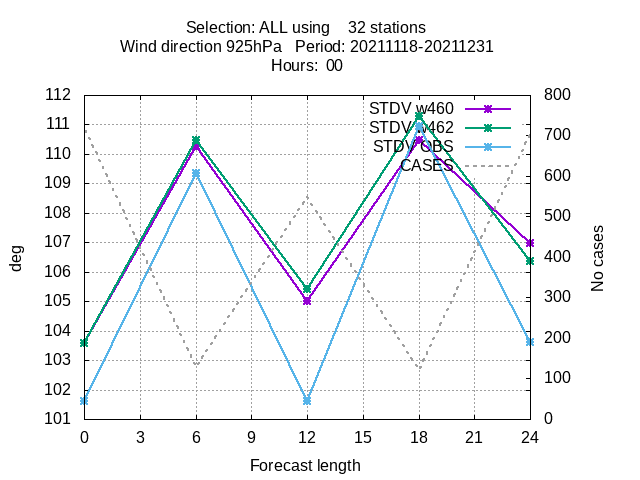 Selection: ALL using    32 stations
Wind direction 925hPa   Period: 20211118-20211231
Hours:  00
STDV w460
STDV w462
STDV OBS
CASES
112
111
110
109
108
107
106
105
104
103
102
101
deg
800
700
600
500
400
300
200
100
0
No cases
0 3 6 9 12 15 18 21 24
Forecast length